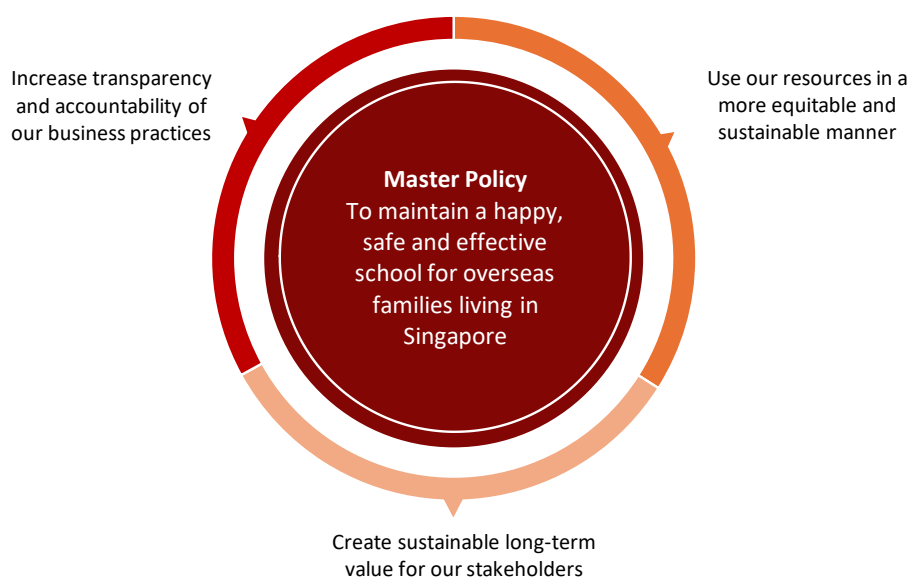 Increase transparency
and accountability of
our business practices
Use our resources in a
more equitable and
sustainable manner
Master Policy
To maintain a happy,
safe and effective
school for overseas
families living in
Singapore
Create sustainable long-term
value for our stakeholders